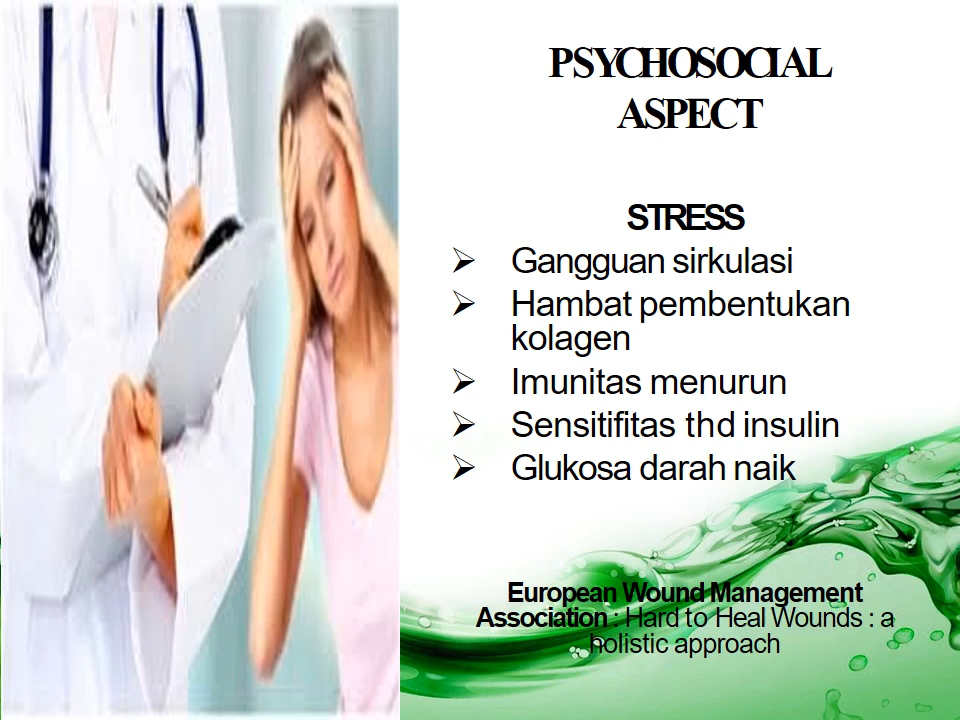 PSYCHOSOCIAL
ASPECT
STRESS
➢ Gangguan sirkulasi
➢ Hambat pembentukan
kolagen
➢ Imunitas menurun
➢ Sensitifitas thd insulin
➢ Glukosa darah naik
European Wound Management
Association : Hard to Heal Wounds : a
holistic approach